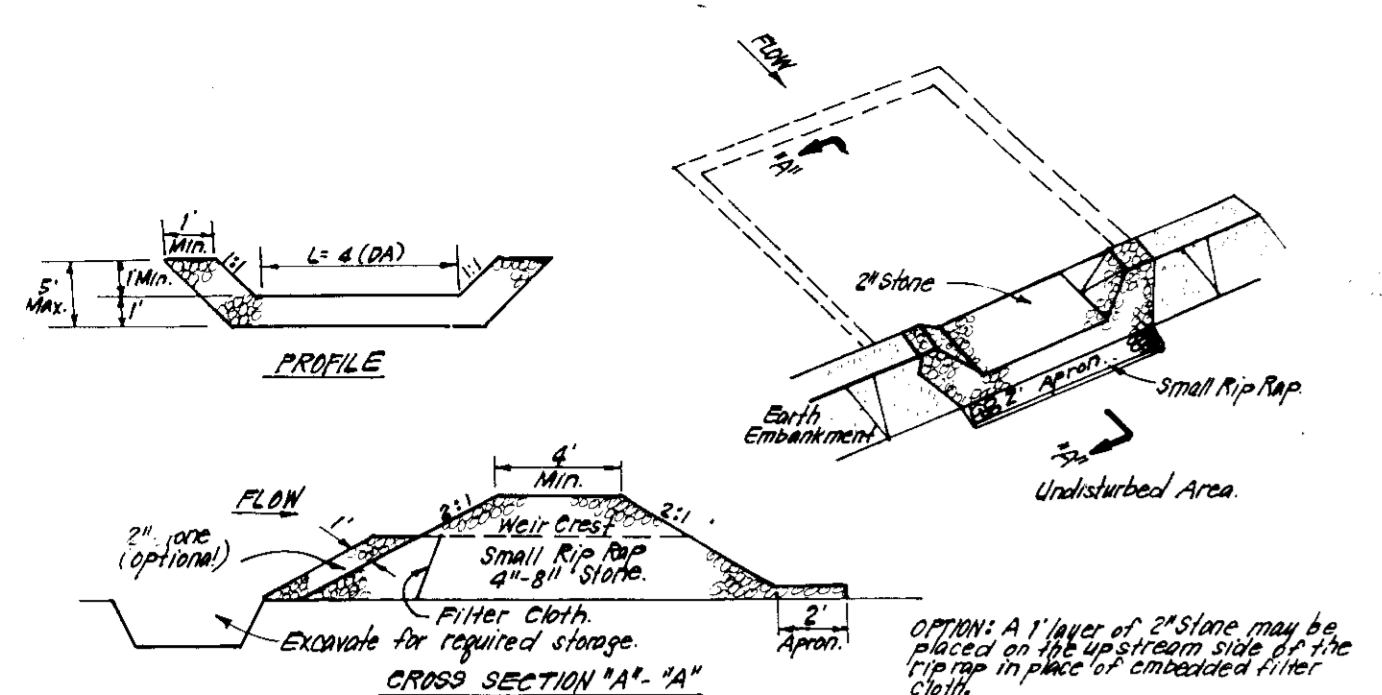 FLOW
"A"
1'
Min.
1:1
L= 4 (DA)
1:1
5'
MAX.
1' Min.
1'
PROFILE
2" Stone
2' Apron.
Small Rip Rap.
Earth
Embankment
"A"
Undisturbed Area.
4'
Min.
FLOW
2:1
2:1
1'
Weir Crest
2" one
(optional)
Small Rip Rap
4"-8" Stone.
Filter Cloth.
Excavate for required storage.
2'
Apron.
CROSS SECTION "A"- "A"
OPTION: A 1' layer of 2" Stone may be
placed on the upstream side of the
rip rap in place of embedded filter
cloth.